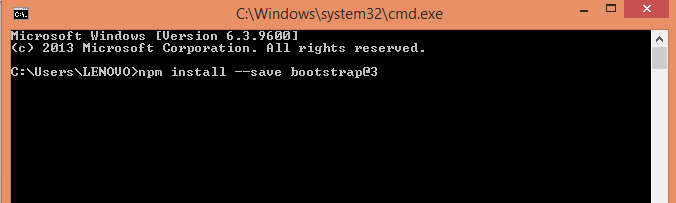 C:\Windows\system32\cmd.exe
Microsoft Windows [Version 6.3.9600]
(c) 2013 Microsoft Corporation. All rights reserved.
C:\Users\LENOVO>npm install --save bootstrap@3